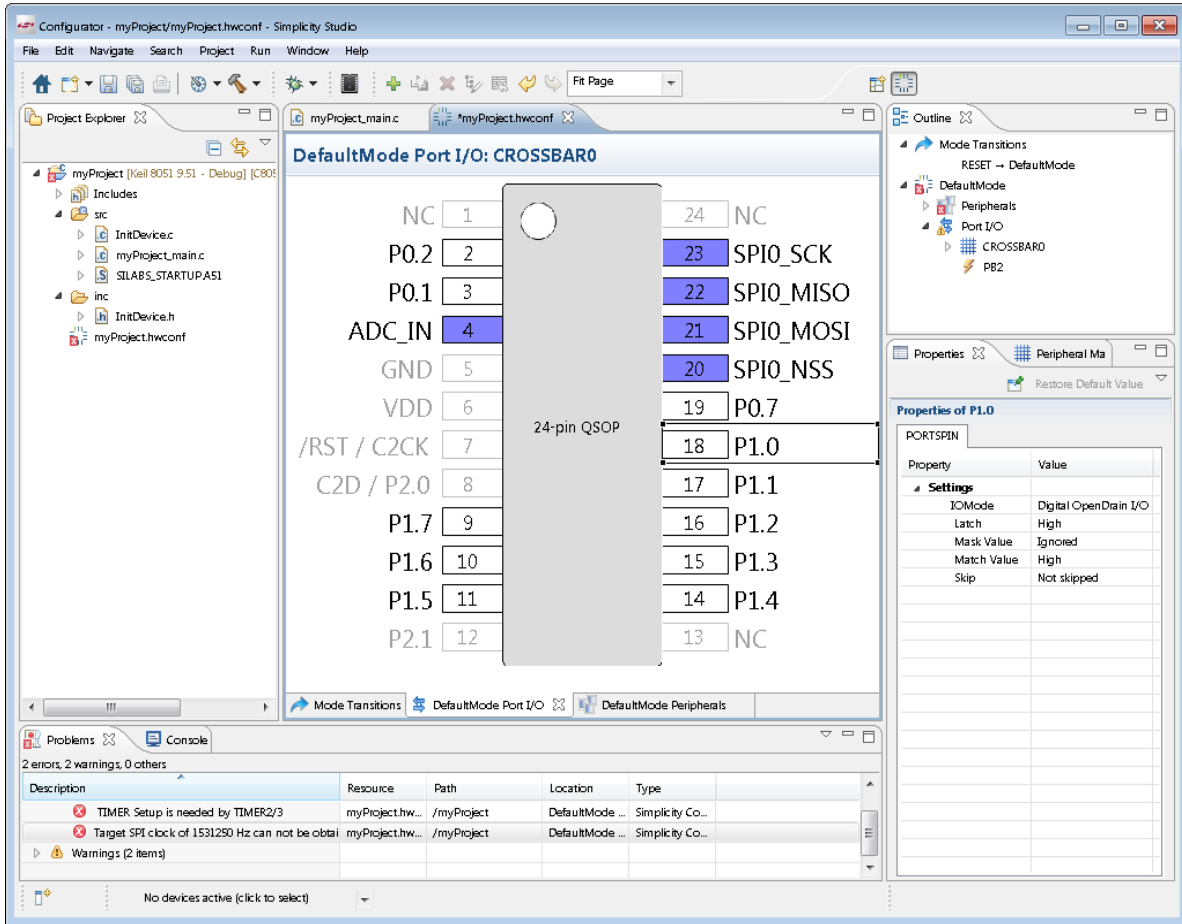 Configurator - myProject/myProject.hwconf - Simplicity Studio
File Edit Navigate Search Project Run Window Help
Fit Page
Project Explorer
myProject [Keil 8051 9.51 - Debug] [C805
Includes
src
InitDevice.c
myProject_main.c
SILABS_STARTUP.A51
inc
InitDevice.h
myProject.hwconf
myProject_main.c
*myProject.hwconf
DefaultMode Port I/O: CROSSBAR0
NC 1 24 NC
P0.2 2 23 SPI0_SCK
P0.1 3 22 SPI0_MISO
ADC_IN 4 21 SPI0_MOSI
GND 5 20 SPI0_NSS
VDD 6 19 P0.7
24-pin QSOP
/RST / C2CK 7 18 P1.0
C2D / P2.0 8 17 P1.1
P1.7 9 16 P1.2
P1.6 10 15 P1.3
P1.5 11 14 P1.4
P2.1 12 13 NC
Mode Transitions DefaultMode Port I/O DefaultMode Peripherals
Outline
Mode Transitions
RESET → DefaultMode
DefaultMode
Peripherals
Port I/O
CROSSBAR0
PB2
Properties Peripheral Ma
Restore Default Value
Properties of P1.0
PORTSPIN
Property Value
Settings
IOMode Digital OpenDrain I/O
Latch High
Mask Value Ignored
Match Value High
Skip Not skipped
Problems Console
2 errors, 2 warnings, 0 others
Description Resource Path Location Type
TIMER Setup is needed by TIMER2/3 myProject.hw... /myProject DefaultMode ... Simplicity Co...
Target SPI clock of 1531250 Hz can not be obtai myProject.hw... /myProject DefaultMode ... Simplicity Co...
Warnings (2 items)
No devices active (click to select)